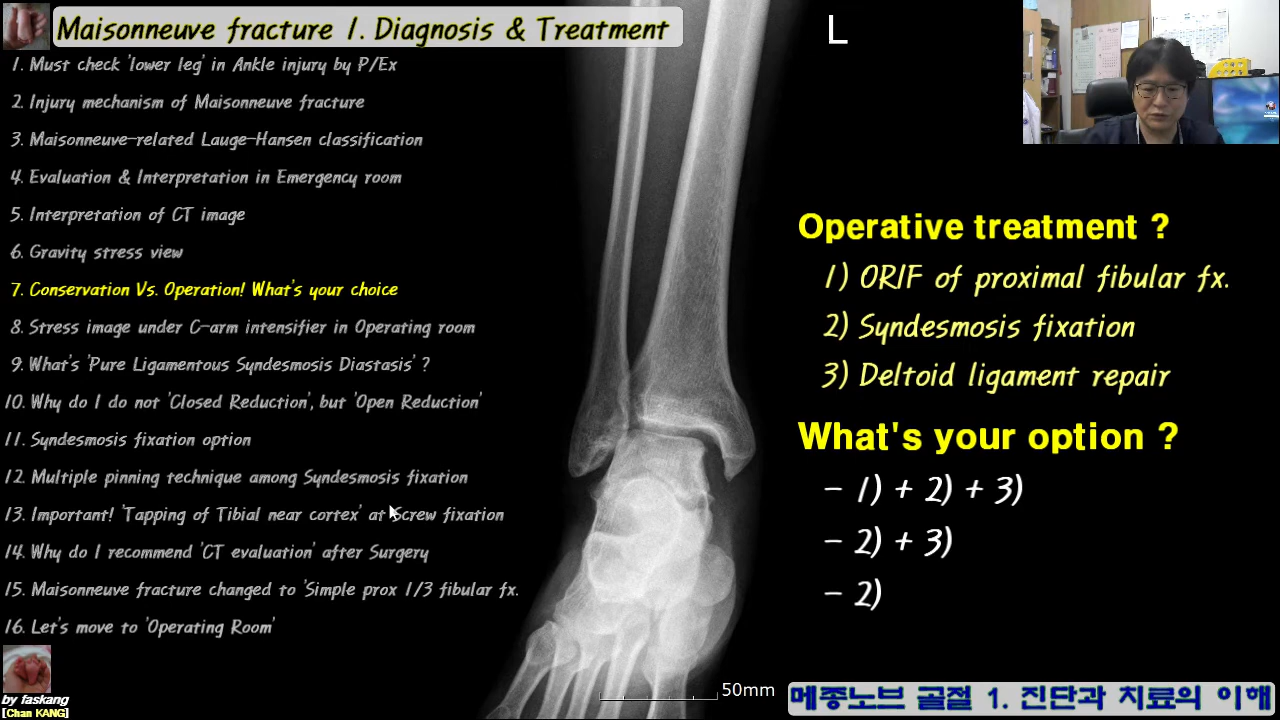 Maisonneuve fracture 1. Diagnosis & Treatment
1. Must check 'lower leg' in Ankle injury by P/Ex
2. Injury mechanism of Maisonneuve fracture
3. Maisonneuve-related Lauge-Hansen classification
4. Evaluation & Interpretation in Emergency room
5. Interpretation of CT image
6. Gravity stress view
7. Conservation Vs. Operation! What's your choice
8. Stress image under C-arm intensifier in Operating room
9. What's 'Pure Ligamentous Syndesmosis Diastasis' ?
10. Why do I do not 'Closed Reduction', but 'Open Reduction'
11. Syndesmosis fixation option
12. Multiple pinning technique among Syndesmosis fixation
13. Important! 'Tapping of Tibial near cortex' at Screw fixation
14. Why do I recommend 'CT evaluation' after Surgery
15. Maisonneuve fracture changed to 'Simple prox 1/3 fibular fx.
16. Let's move to 'Operating Room'
by faskang
[Chan KANG]
L
Operative treatment ?
1) ORIF of proximal fibular fx.
2) Syndesmosis fixation
3) Deltoid ligament repair
What's your option ?
- 1) + 2) + 3)
- 2) + 3)
- 2)
50mm
메종노브 골절 1. 진단과 치료의 이해